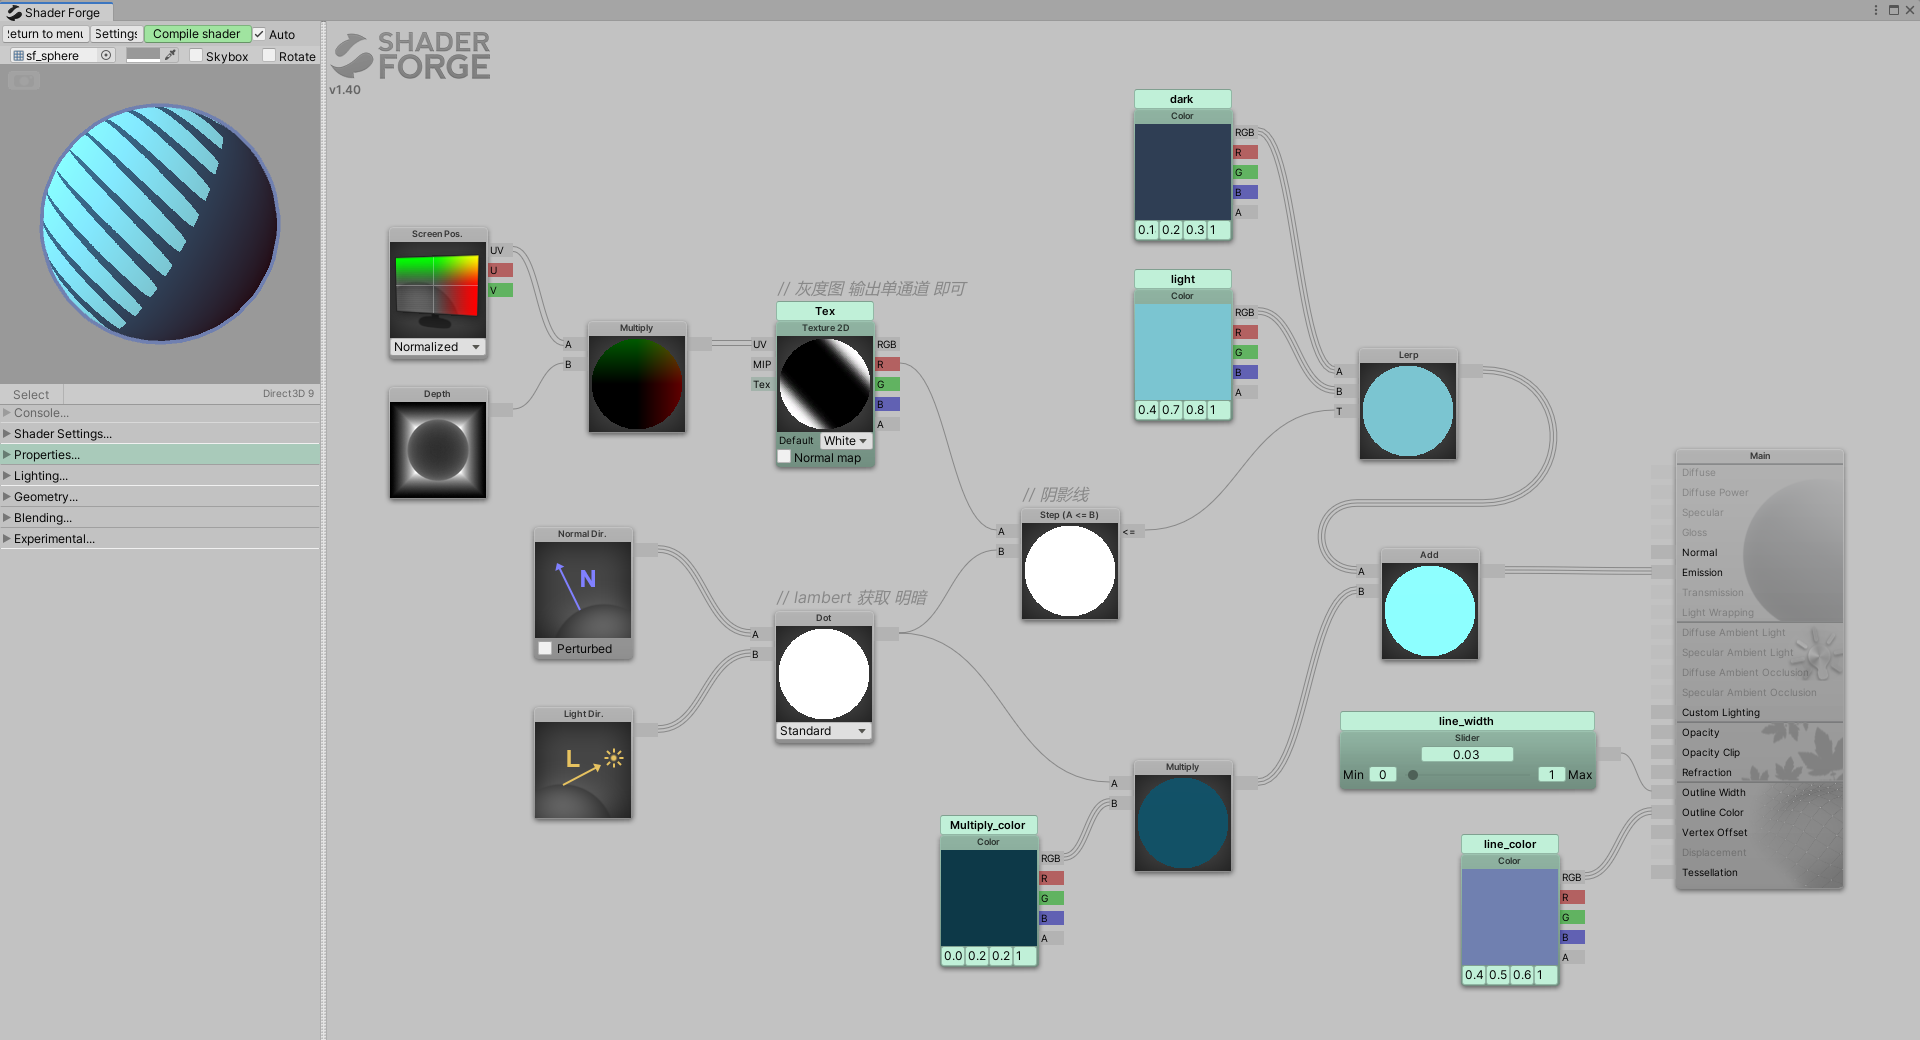 Shader Forge
Return to menu
Settings
Compile shader
Auto
sf_sphere
Skybox
Rotate
Select
Direct3D 9
Console...
Shader Settings...
Properties...
Lighting...
Geometry...
Blending...
Experimental...
SHADER
FORGE
v1.40
Screen Pos.
UV
U
V
Normalized
Depth
Multiply
A
B
// 灰度图 输出单通道 即可
Tex
Texture 2D
UV
MIP
Tex
RGB
R
G
B
A
Default White
Normal map
Normal Dir.
N
Perturbed
Light Dir.
L
// lambert 获取 明暗
Dot
A
B
Standard
// 阴影线
Step (A <= B)
A
B
<=
dark
Color
RGB
R
G
B
A
0.1 0.2 0.3 1
light
Color
RGB
R
G
B
A
0.4 0.7 0.8 1
Lerp
A
B
T
Multiply_color
Color
RGB
R
G
B
A
0.0 0.2 0.2 1
Multiply
A
B
Add
A
B
line_width
Slider
0.03
Min 0 1 Max
line_color
Color
RGB
R
G
B
A
0.4 0.5 0.6 1
Main
Diffuse
Diffuse Power
Specular
Gloss
Normal
Emission
Transmission
Light Wrapping
Diffuse Ambient Light
Specular Ambient Light
Diffuse Ambient Occlusion
Specular Ambient Occlusion
Custom Lighting
Opacity
Opacity Clip
Refraction
Outline Width
Outline Color
Vertex Offset
Displacement
Tessellation